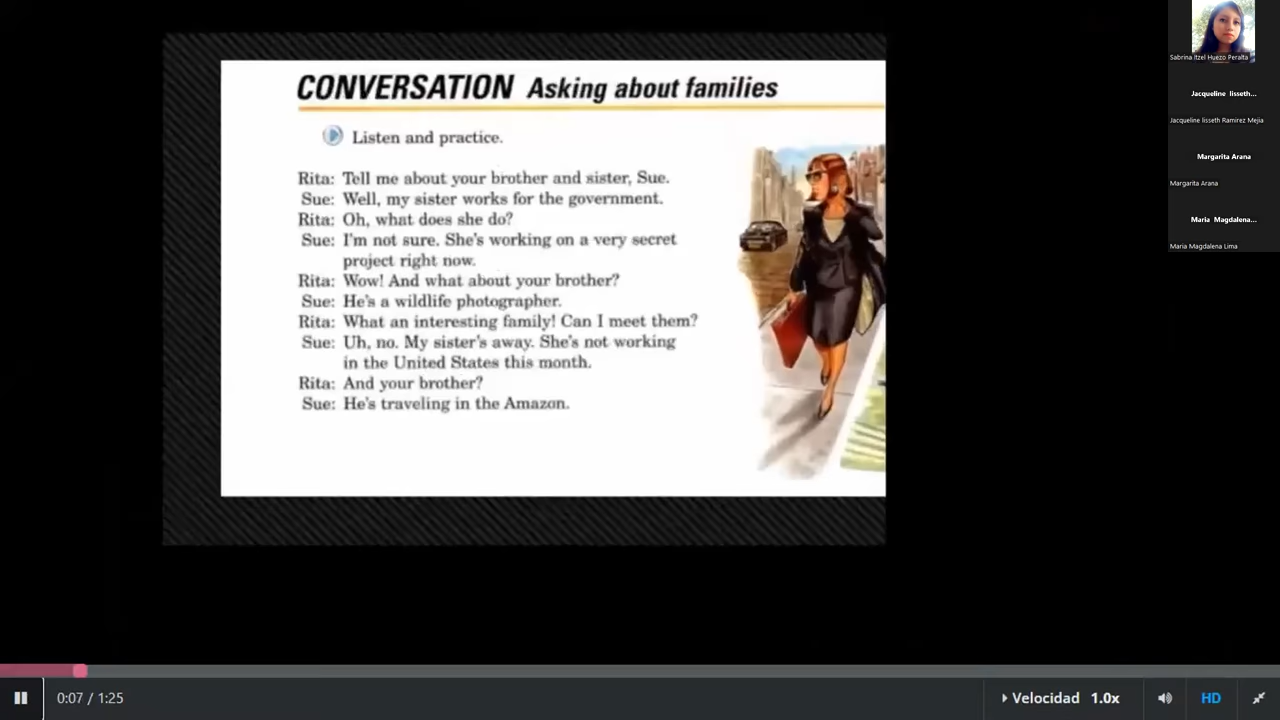 CONVERSATION Asking about families
Listen and practice.
Rita: Tell me about your brother and sister, Sue.
Sue: Well, my sister works for the government.
Rita: Oh, what does she do?
Sue: I'm not sure. She's working on a very secret
project right now.
Rita: Wow! And what about your brother?
Sue: He's a wildlife photographer.
Rita: What an interesting family! Can I meet them?
Sue: Uh, no. My sister's away. She's not working
in the United States this month.
Rita: And your brother?
Sue: He's traveling in the Amazon.
Sabrina Itzel Huezo Peralta
Jacqueline lisseth...
Jacqueline lisseth Ramirez Mejia
Margarita Arana
Margarita Arana
Maria Magdalena...
Maria Magdalena Lima
0:07 / 1:25
Velocidad 1.0x
HD